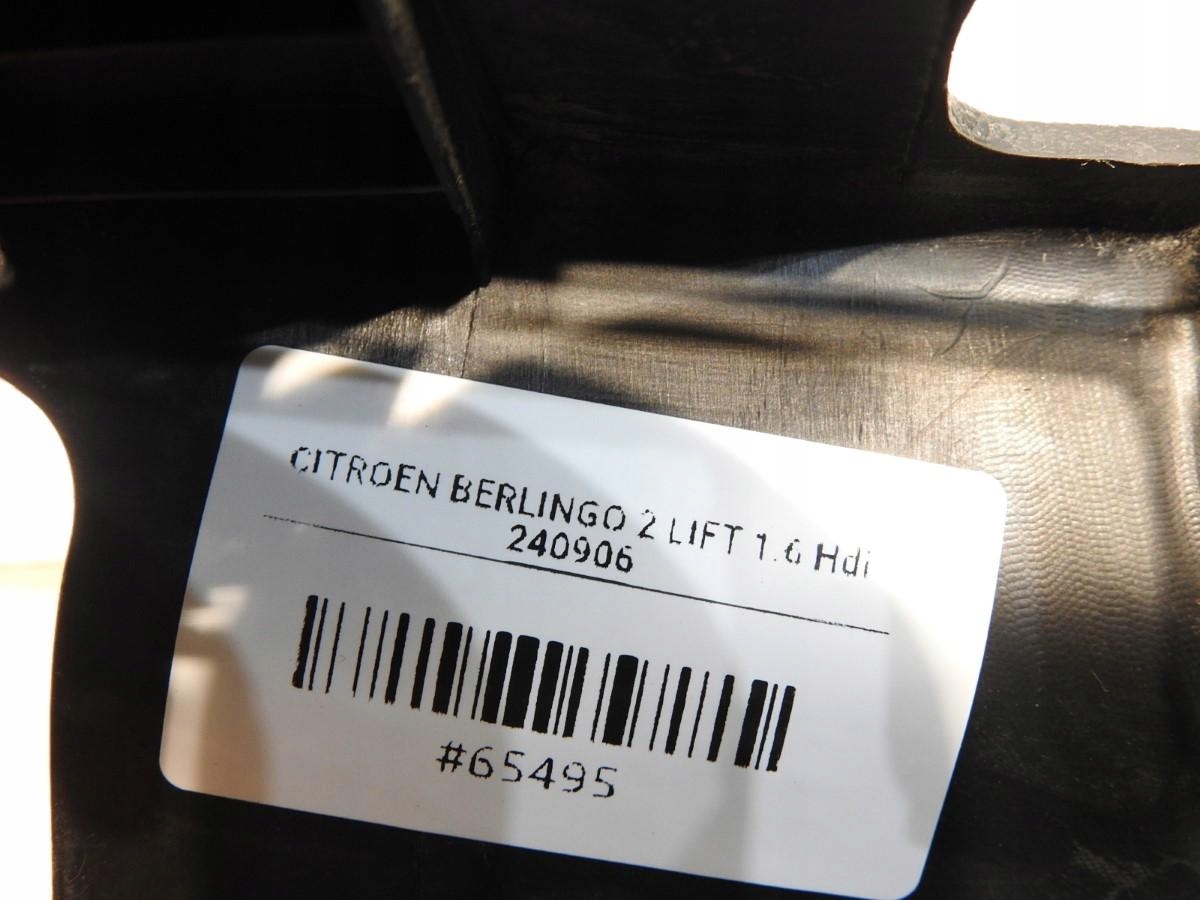 CITROEN BERLINGO 2 LIFT 1.6 Hdi
240906
#65495